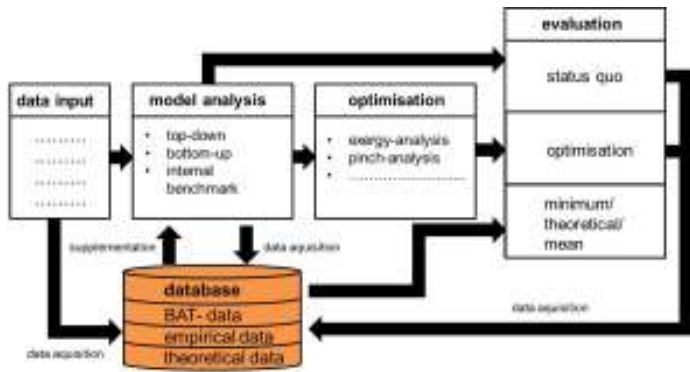 evaluation
status quo
optimisation
minimum/
theoretical/
mean
data input
............
............
............
............
model analysis
• top-down
• bottom-up
• internal
benchmark
optimisation
• exergy-analysis
• pinch-analysis
• ............................
supplementation
data aquisition
database
BAT- data
empirical data
theoretical data
data aquisition
data aquisition